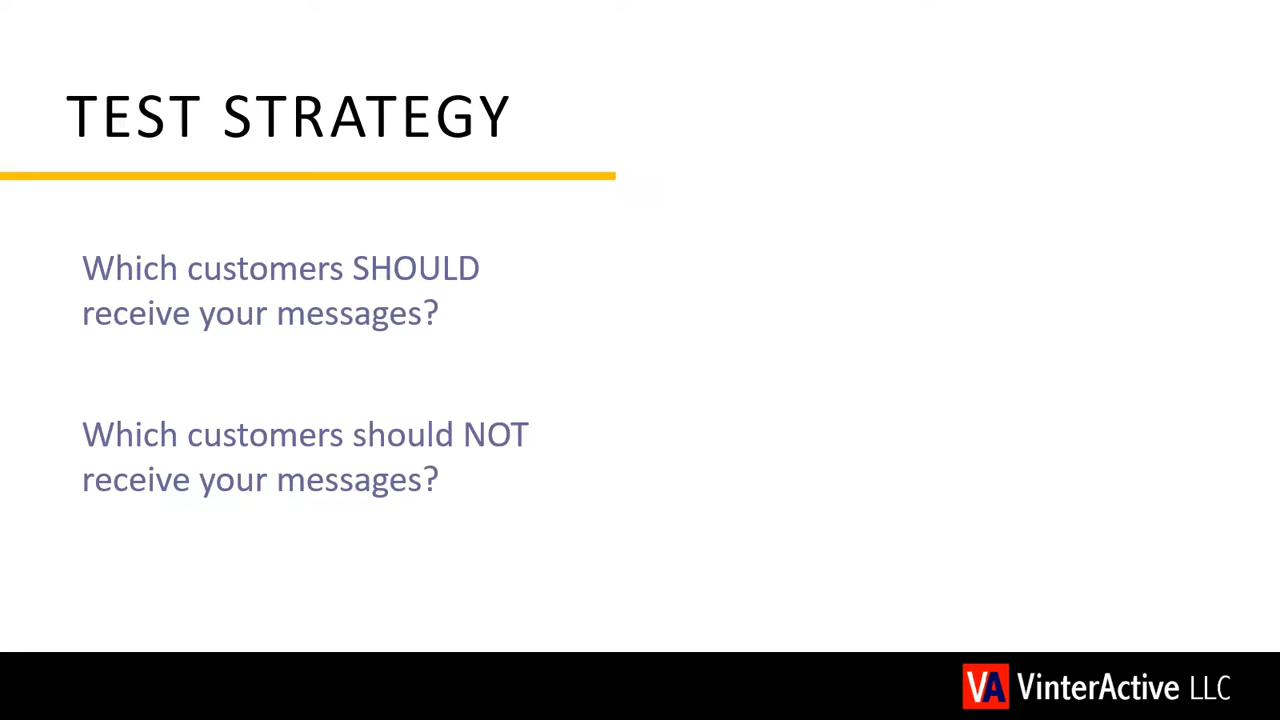 TEST STRATEGY
Which customers SHOULD
receive your messages?
Which customers should NOT
receive your messages?
VA VinterActive LLC